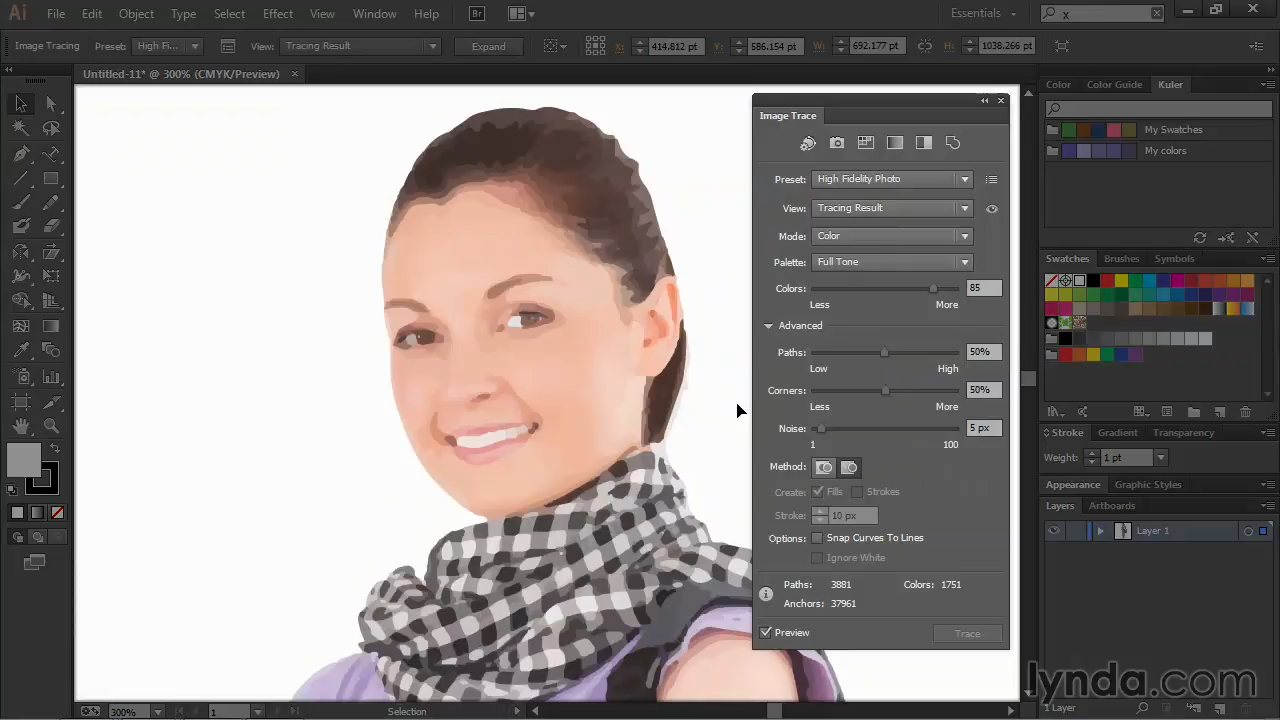 Ai File Edit Object Type Select Effect View Window Help Br Essentials x
Image Tracing Preset: High Fi... View: Tracing Result Expand X: 414.812 pt Y: 586.154 pt W: 692.177 pt H: 1038.266 pt
Untitled-11* @ 300% (CMYK/Preview)
Color Color Guide Kuler
Image Trace
My Swatches
My colors
Preset: High Fidelity Photo
View: Tracing Result
Mode: Color
Palette: Full Tone
Swatches Brushes Symbols
Colors: 85
Less More
Advanced
Paths: 50%
Low High
Corners: 50%
Less More
Noise: 5 px
1 100
Stroke Gradient Transparency
Weight: 1 pt
Method:
Create: Fills Strokes
Appearance Graphic Styles
Stroke: 10 px
Layers Artboards
Options: Snap Curves To Lines
Layer 1
Ignore White
Paths: 3881 Colors: 1751
Anchors: 37961
Preview Trace
lynda.com
300% 1 Selection 1 Layer